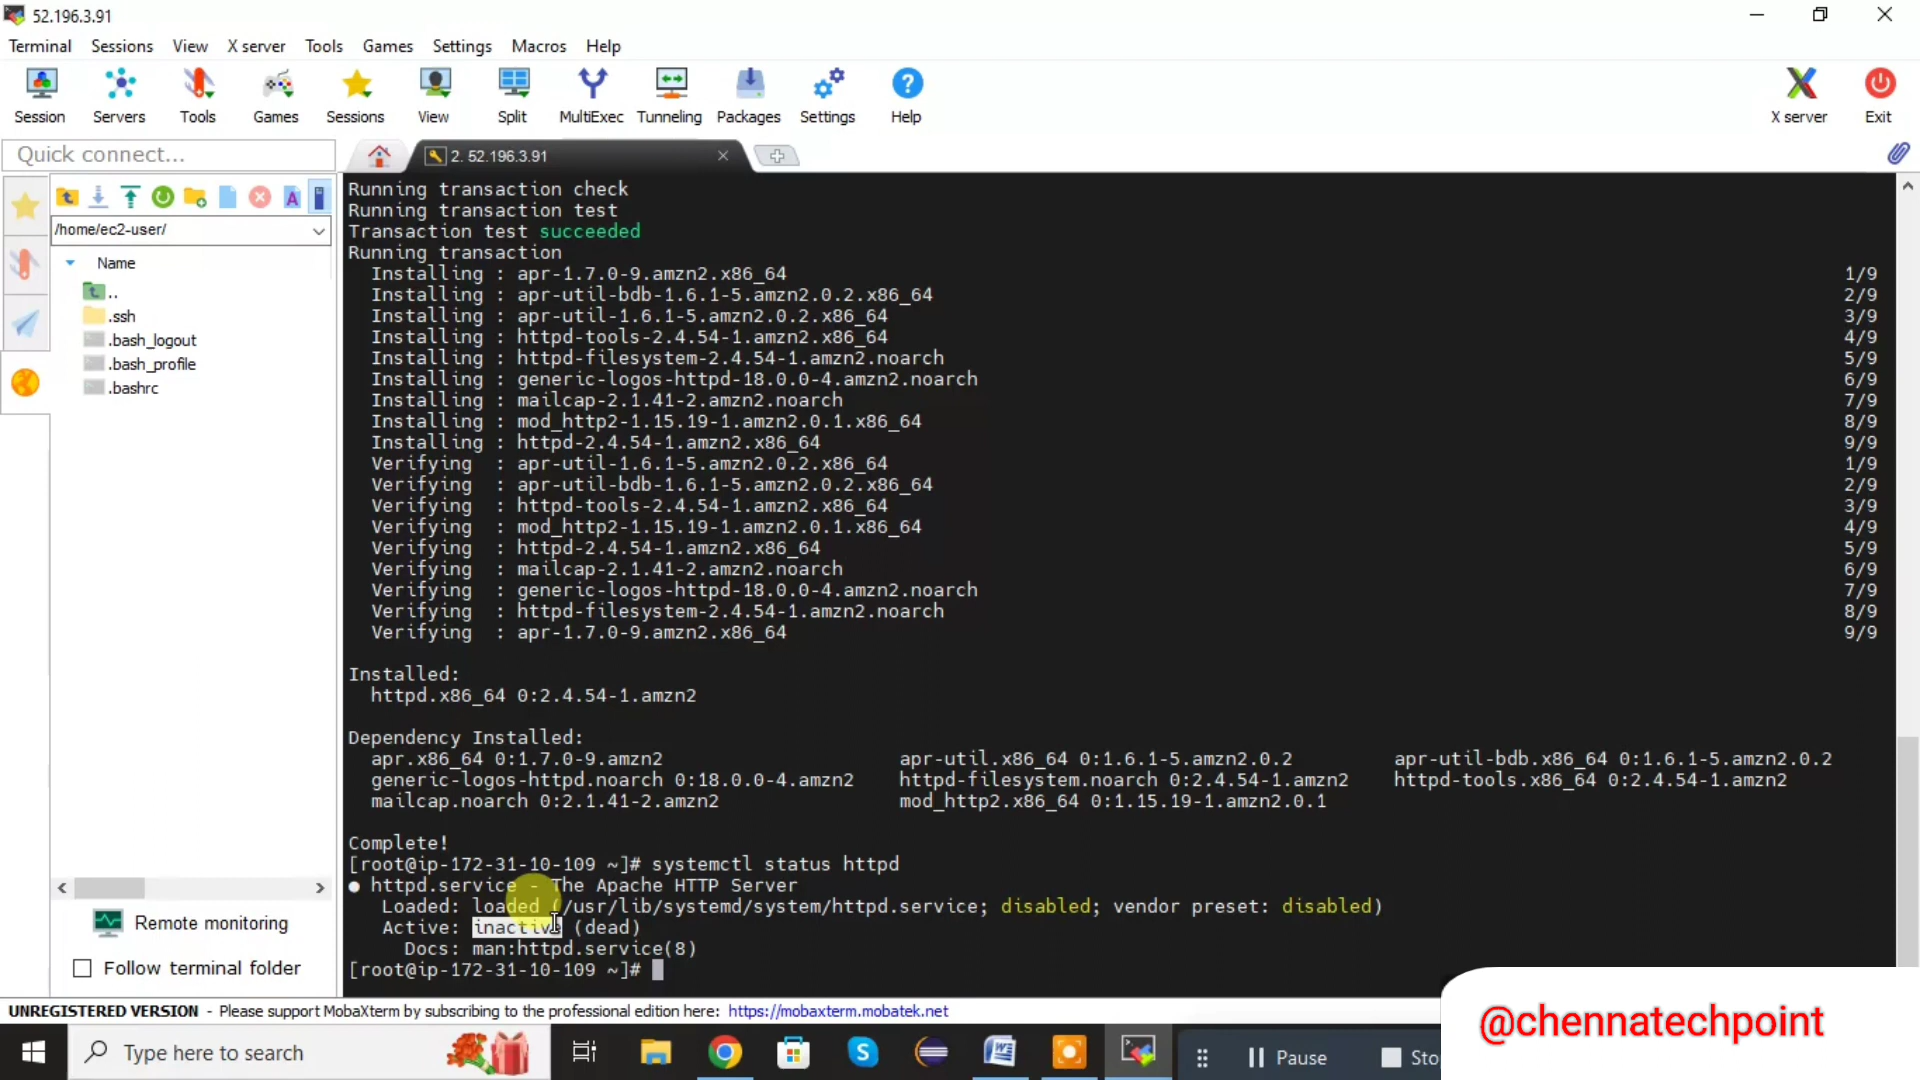 52.196.3.91
Terminal Sessions View X server Tools Games Settings Macros Help
Session Servers Tools Games Sessions View Split MultiExec Tunneling Packages Settings Help X server Exit
Quick connect...
2. 52.196.3.91
/home/ec2-user/
Name
..
.ssh
.bash_logout
.bash_profile
.bashrc
Remote monitoring
Follow terminal folder
Running transaction check
Running transaction test
Transaction test succeeded
Running transaction
Installing : apr-1.7.0-9.amzn2.x86_64 1/9
Installing : apr-util-bdb-1.6.1-5.amzn2.0.2.x86_64 2/9
Installing : apr-util-1.6.1-5.amzn2.0.2.x86_64 3/9
Installing : httpd-tools-2.4.54-1.amzn2.x86_64 4/9
Installing : httpd-filesystem-2.4.54-1.amzn2.noarch 5/9
Installing : generic-logos-httpd-18.0.0-4.amzn2.noarch 6/9
Installing : mailcap-2.1.41-2.amzn2.noarch 7/9
Installing : mod_http2-1.15.19-1.amzn2.0.1.x86_64 8/9
Installing : httpd-2.4.54-1.amzn2.x86_64 9/9
Verifying : apr-util-1.6.1-5.amzn2.0.2.x86_64 1/9
Verifying : apr-util-bdb-1.6.1-5.amzn2.0.2.x86_64 2/9
Verifying : httpd-tools-2.4.54-1.amzn2.x86_64 3/9
Verifying : mod_http2-1.15.19-1.amzn2.0.1.x86_64 4/9
Verifying : httpd-2.4.54-1.amzn2.x86_64 5/9
Verifying : mailcap-2.1.41-2.amzn2.noarch 6/9
Verifying : generic-logos-httpd-18.0.0-4.amzn2.noarch 7/9
Verifying : httpd-filesystem-2.4.54-1.amzn2.noarch 8/9
Verifying : apr-1.7.0-9.amzn2.x86_64 9/9
Installed:
httpd.x86_64 0:2.4.54-1.amzn2
Dependency Installed:
apr.x86_64 0:1.7.0-9.amzn2 apr-util.x86_64 0:1.6.1-5.amzn2.0.2 apr-util-bdb.x86_64 0:1.6.1-5.amzn2.0.2
generic-logos-httpd.noarch 0:18.0.0-4.amzn2 httpd-filesystem.noarch 0:2.4.54-1.amzn2 httpd-tools.x86_64 0:2.4.54-1.amzn2
mailcap.noarch 0:2.1.41-2.amzn2 mod_http2.x86_64 0:1.15.19-1.amzn2.0.1
Complete!
[root@ip-172-31-10-109 ~]# systemctl status httpd
● httpd.service - The Apache HTTP Server
Loaded: loaded (/usr/lib/systemd/system/httpd.service; disabled; vendor preset: disabled)
Active: inactive (dead)
Docs: man:httpd.service(8)
[root@ip-172-31-10-109 ~]#
UNREGISTERED VERSION - Please support MobaXterm by subscribing to the professional edition here: https://mobaxterm.mobatek.net
Type here to search
Pause
Sto
@chennatechpoint